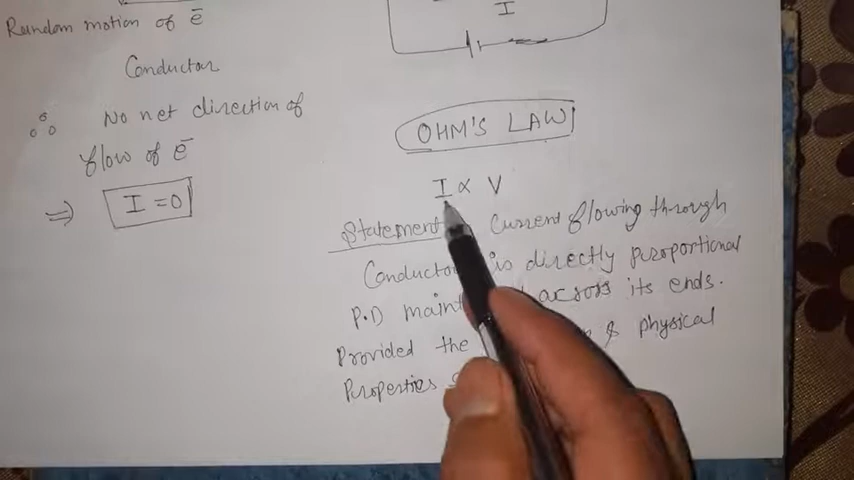 Random motion of ē
Conductor
∴ No net direction of
flow of ē
⇒ I = 0
I
OHM'S LAW
I ∝ V
Statement Current flowing through
Conductor is directly proportional
P.D across its ends.
Provided the & physical
Properties